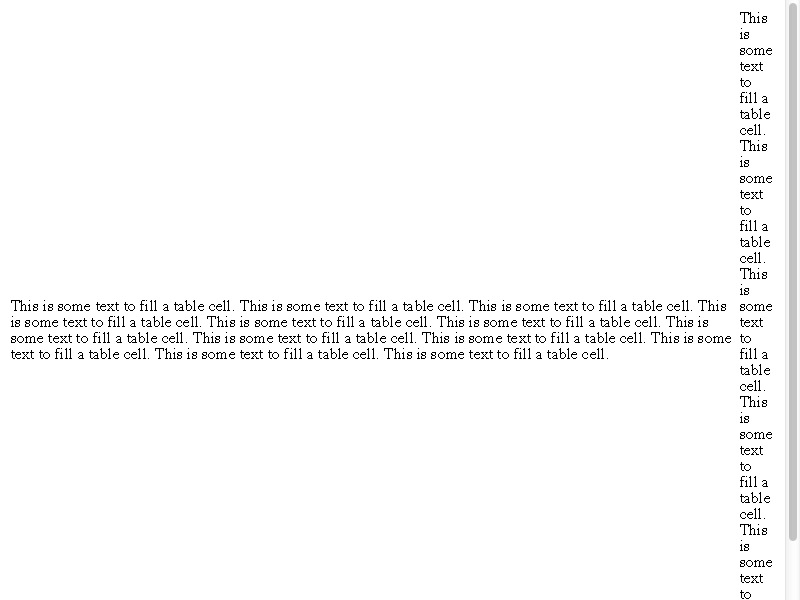 This is some text to fill a table cell. This is some text to fill a table cell. This is some text to fill a table cell. This
is some text to fill a table cell. This is some text to fill a table cell. This is some text to fill a table cell. This is
some text to fill a table cell. This is some text to fill a table cell. This is some text to fill a table cell. This is some
text to fill a table cell. This is some text to fill a table cell. This is some text to fill a table cell.
This
is
some
text
to
fill a
table
cell.
This
is
some
text
to
fill a
table
cell.
This
is
some
text
to
fill a
table
cell.
This
is
some
text
to
fill a
table
cell.
This
is
some
text
to